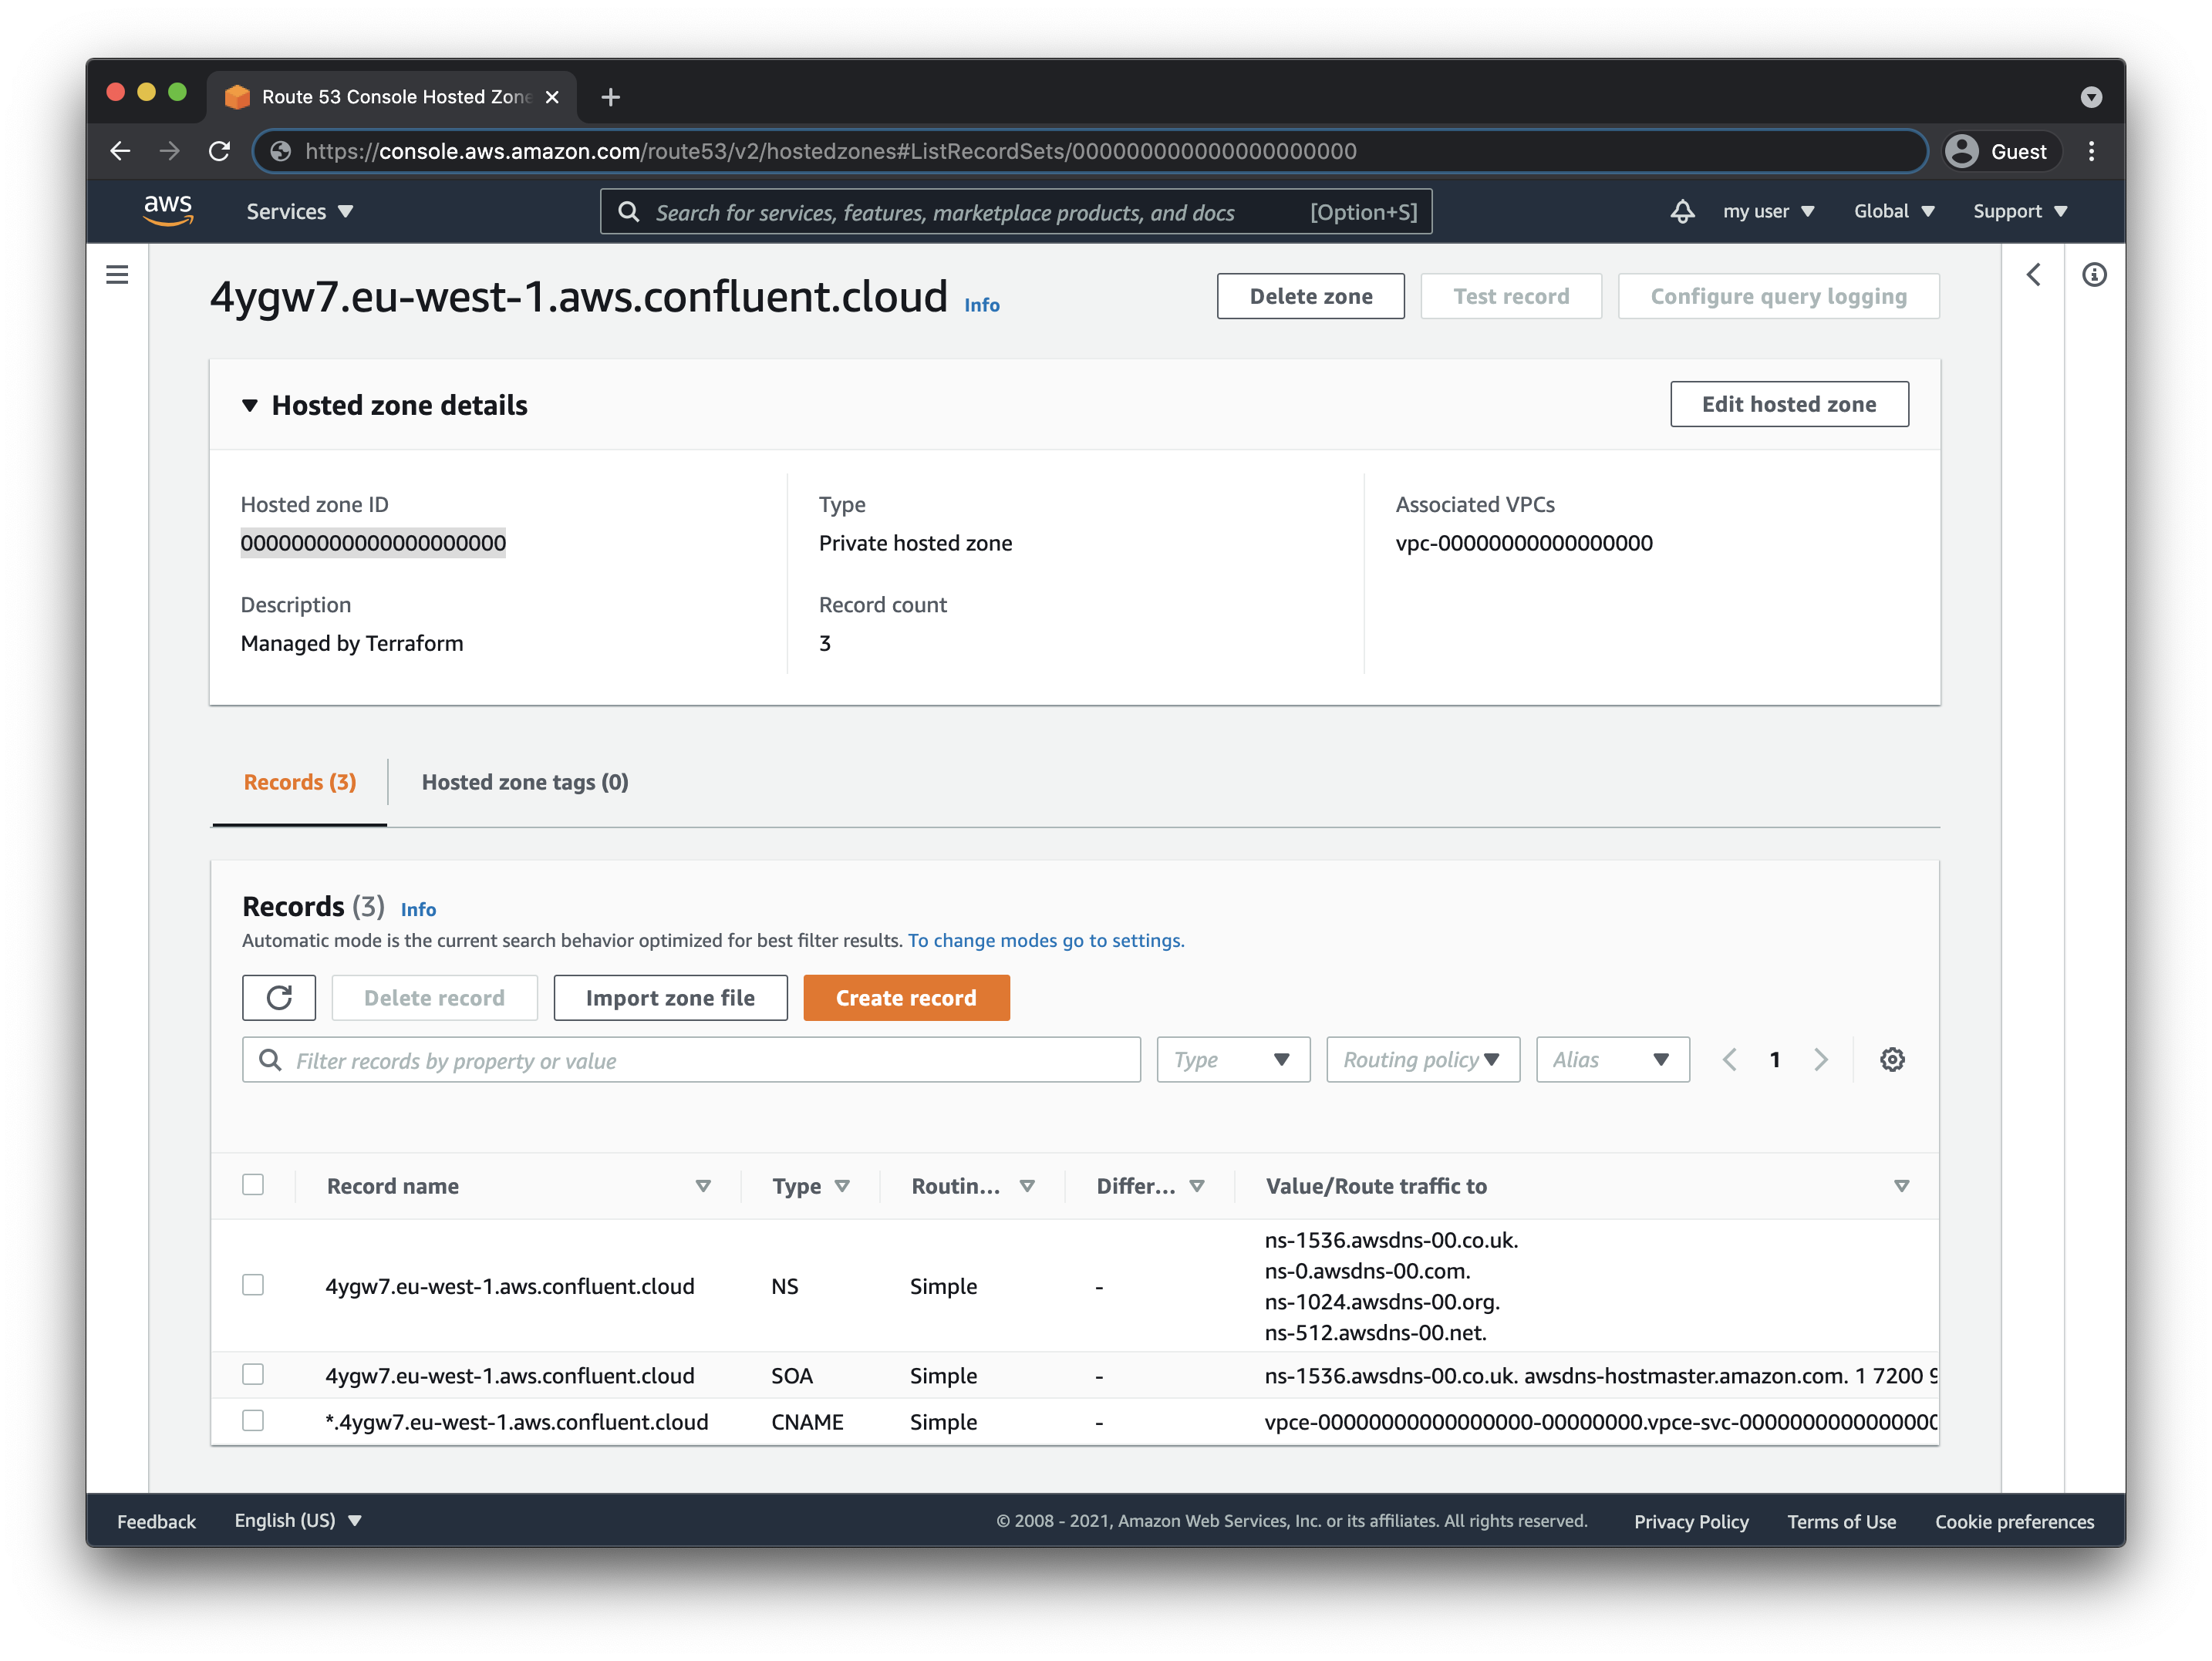 Route 53 Console Hosted Zone
https://console.aws.amazon.com/route53/v2/hostedzones#ListRecordSets/000000000000000000000
Guest
aws
Services
Search for services, features, marketplace products, and docs [Option+S]
my user
Global
Support
4ygw7.eu-west-1.aws.confluent.cloud Info
Delete zone
Test record
Configure query logging
Hosted zone details
Edit hosted zone
Hosted zone ID
000000000000000000000
Type
Private hosted zone
Associated VPCs
vpc-00000000000000000
Description
Managed by Terraform
Record count
3
Records (3)
Hosted zone tags (0)
Records (3) Info
Automatic mode is the current search behavior optimized for best filter results. To change modes go to settings.
Delete record
Import zone file
Create record
Filter records by property or value
Type
Routing policy
Alias
1
Record name Type Routin... Differ... Value/Route traffic to
ns-1536.awsdns-00.co.uk.
ns-0.awsdns-00.com.
4ygw7.eu-west-1.aws.confluent.cloud NS Simple -
ns-1024.awsdns-00.org.
ns-512.awsdns-00.net.
4ygw7.eu-west-1.aws.confluent.cloud SOA Simple - ns-1536.awsdns-00.co.uk. awsdns-hostmaster.amazon.com. 1 7200 9
*.4ygw7.eu-west-1.aws.confluent.cloud CNAME Simple - vpce-00000000000000000-00000000.vpce-svc-0000000000000000
Feedback
English (US)
© 2008 - 2021, Amazon Web Services, Inc. or its affiliates. All rights reserved.
Privacy Policy
Terms of Use
Cookie preferences